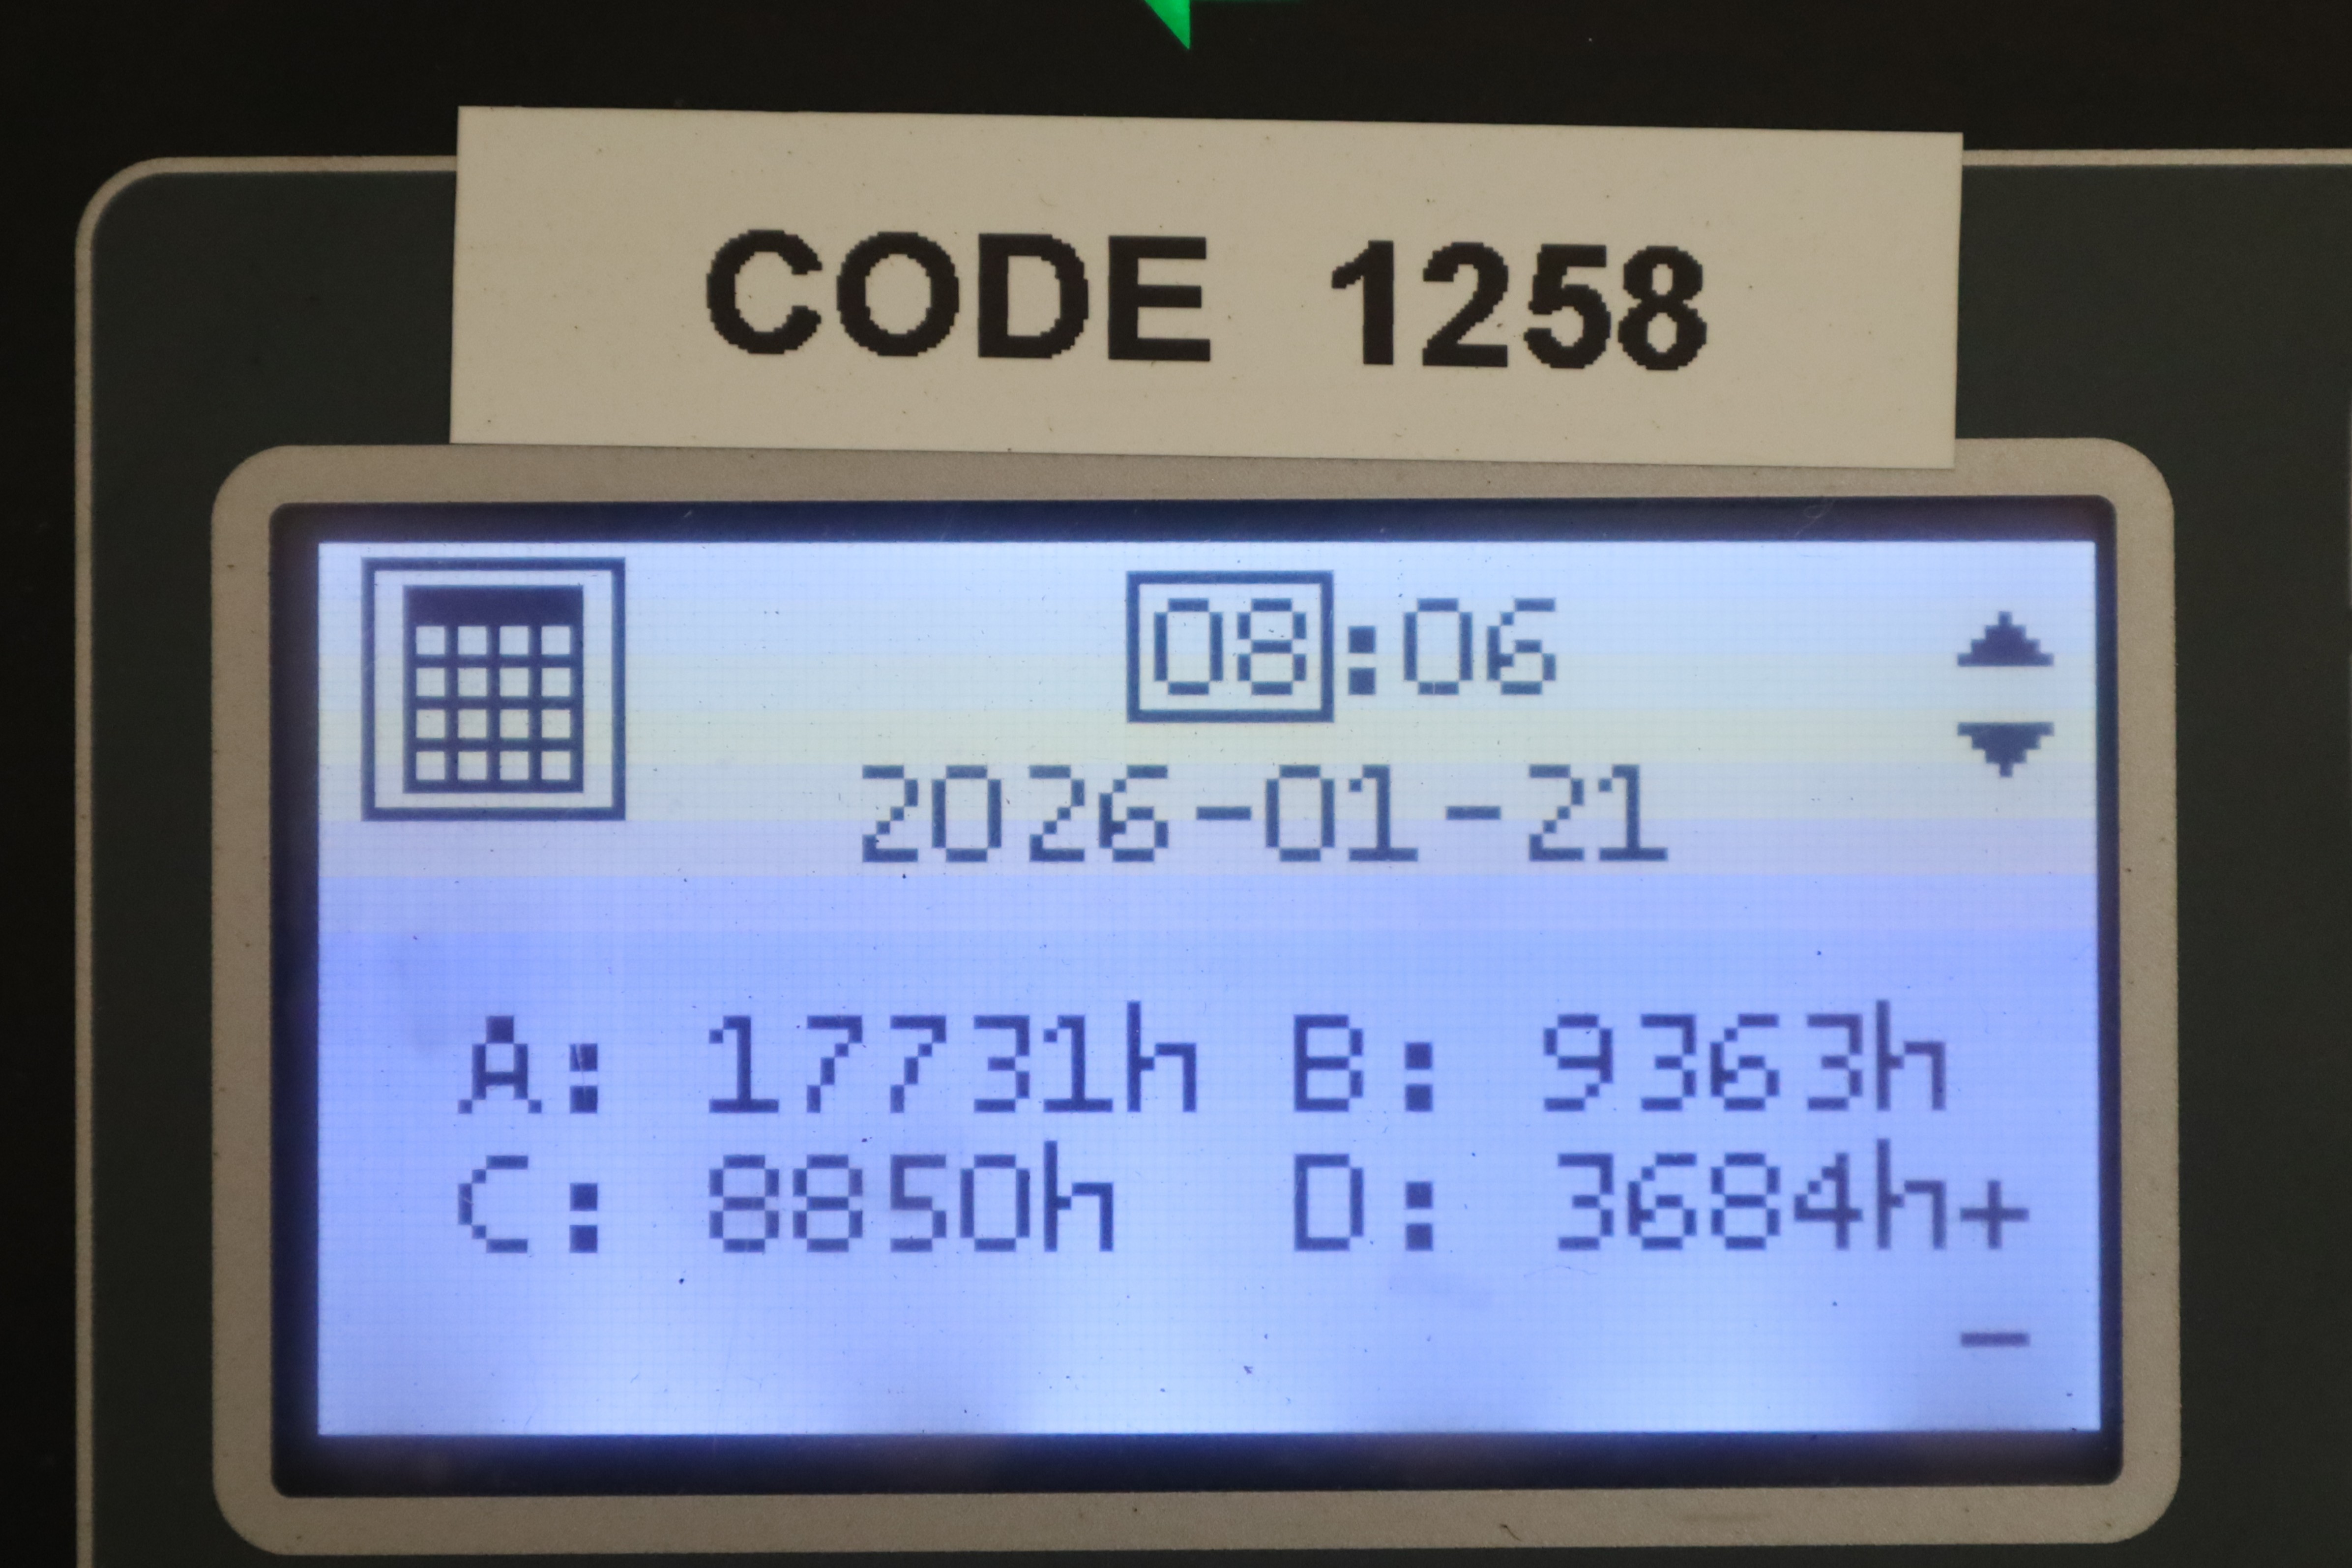 CODE 1258
08:06
2026-01-21
A: 17731h B: 9363h
C: 8850h D: 3684h+
-